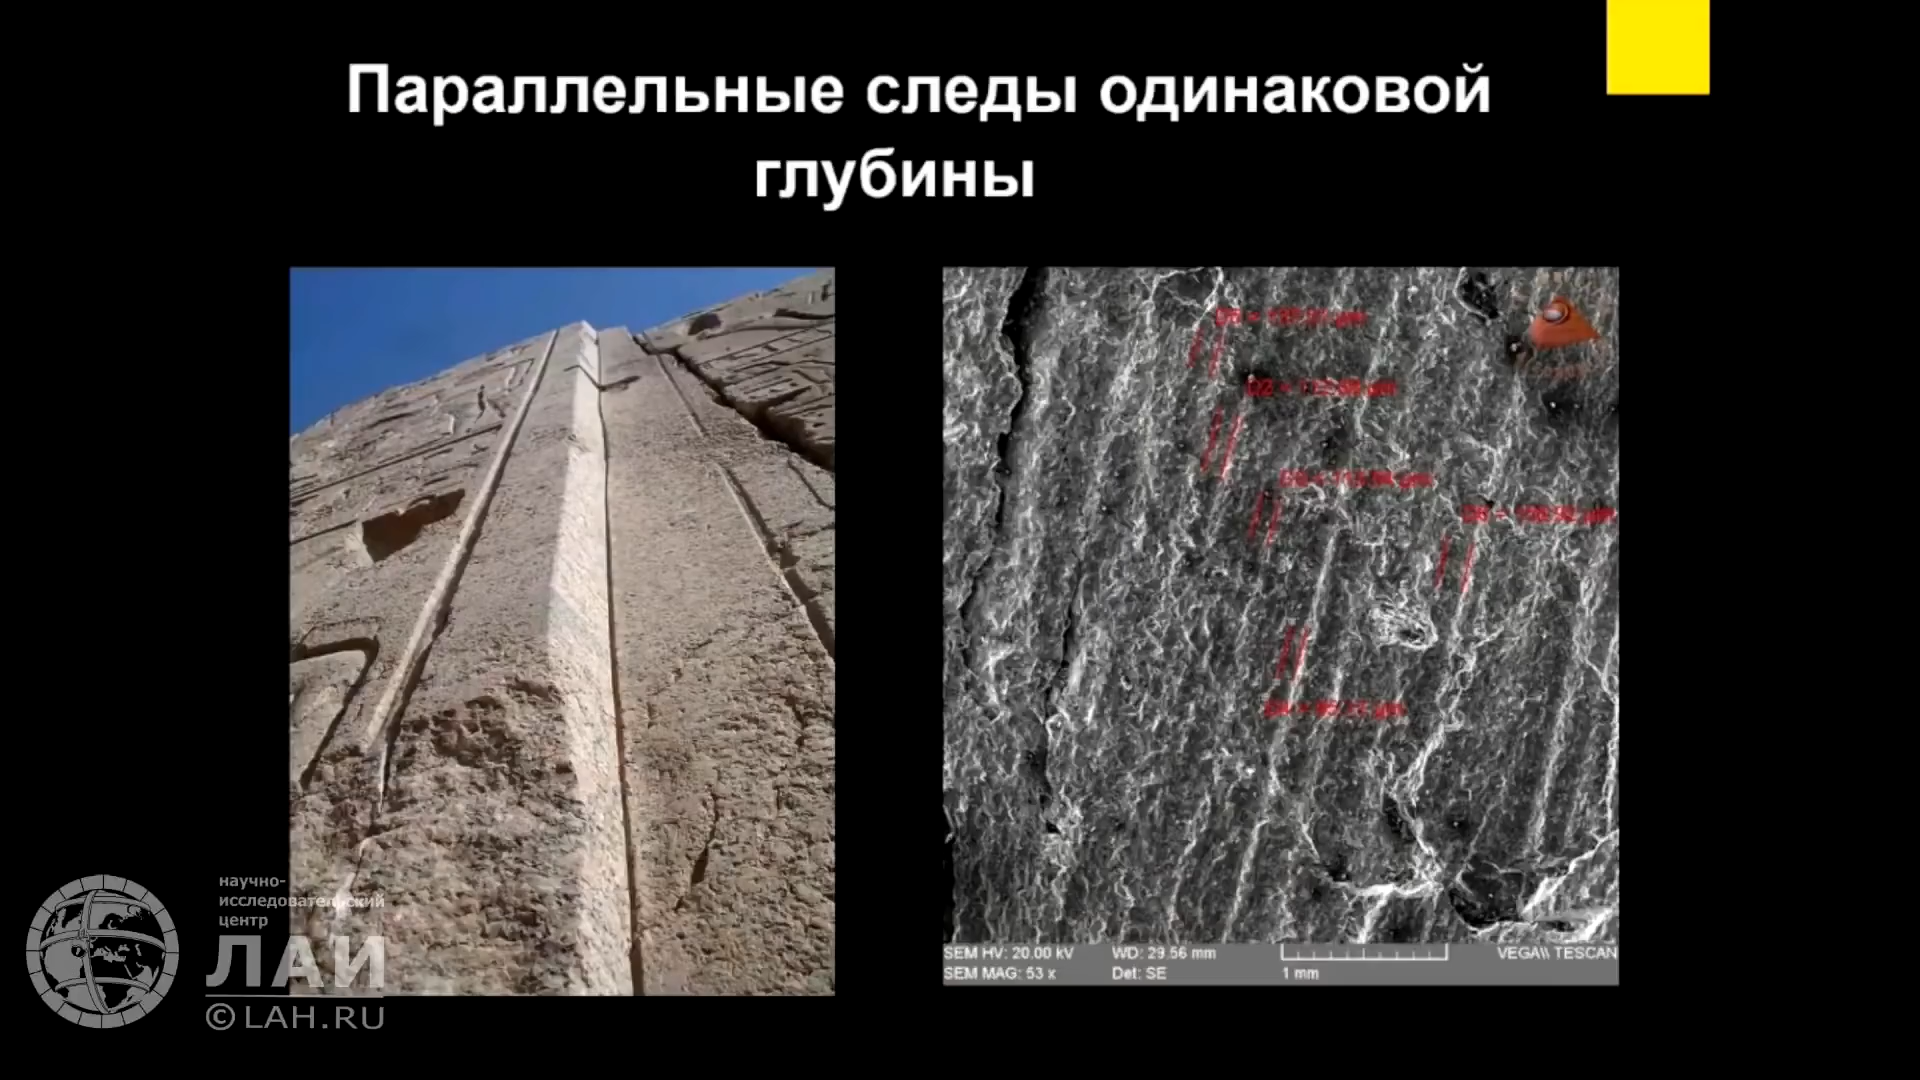 Параллельные следы одинаковой
глубины
SEM HV: 20.00 kV
WD: 29.56 mm
VEGA\\ TESCAN
SEM MAG: 53 x
Det: SE
1 mm
научно-
исследовательский
центр
ЛАИ
© LAH.RU